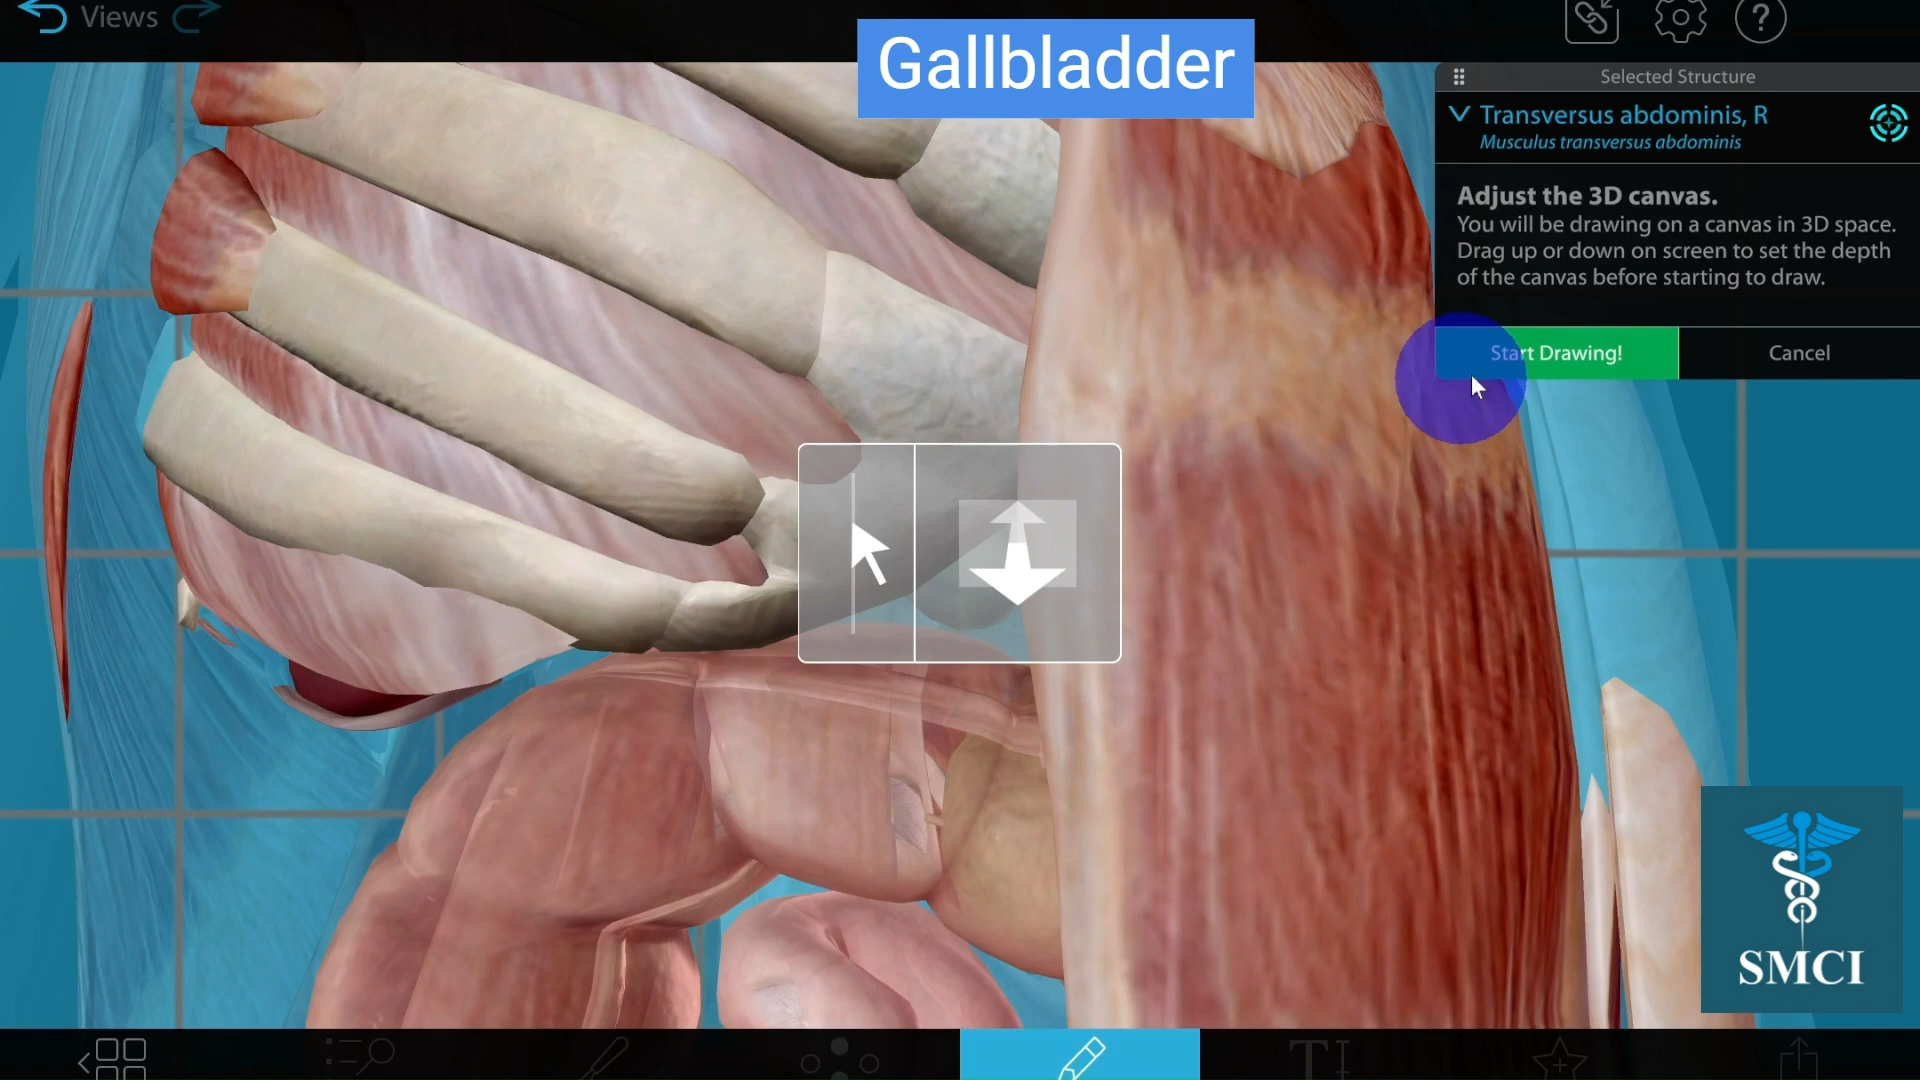 Views
Gallbladder
Selected Structure
Transversus abdominis, R
Musculus transversus abdominis
Adjust the 3D canvas.
You will be drawing on a canvas in 3D space.
Drag up or down on screen to set the depth
of the canvas before starting to draw.
Start Drawing!
Cancel
SMCI